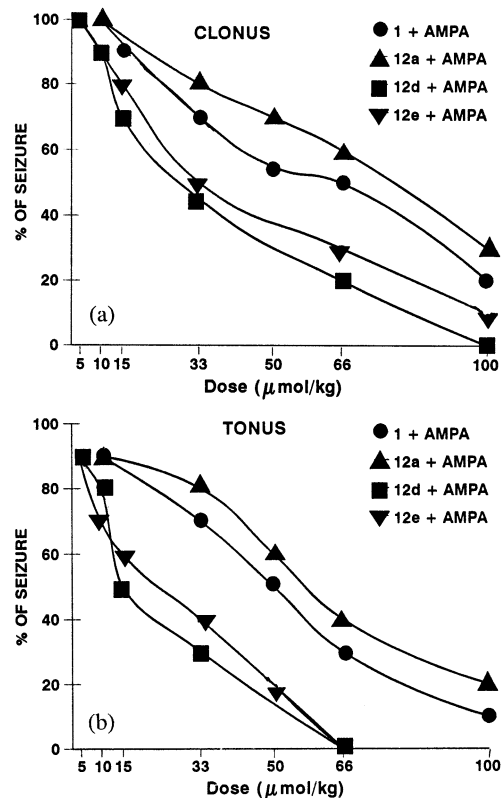 CLONUS
1 + AMPA
12a + AMPA
12d + AMPA
12e + AMPA
% OF SEIZURE
100
80
60
40
20
0
(a)
5 10 15 33 50 66 100
Dose (μmol/kg)
TONUS
1 + AMPA
12a + AMPA
12d + AMPA
12e + AMPA
% OF SEIZURE
100
80
60
40
20
0
(b)
5 10 15 33 50 66 100
Dose (μmol/kg)